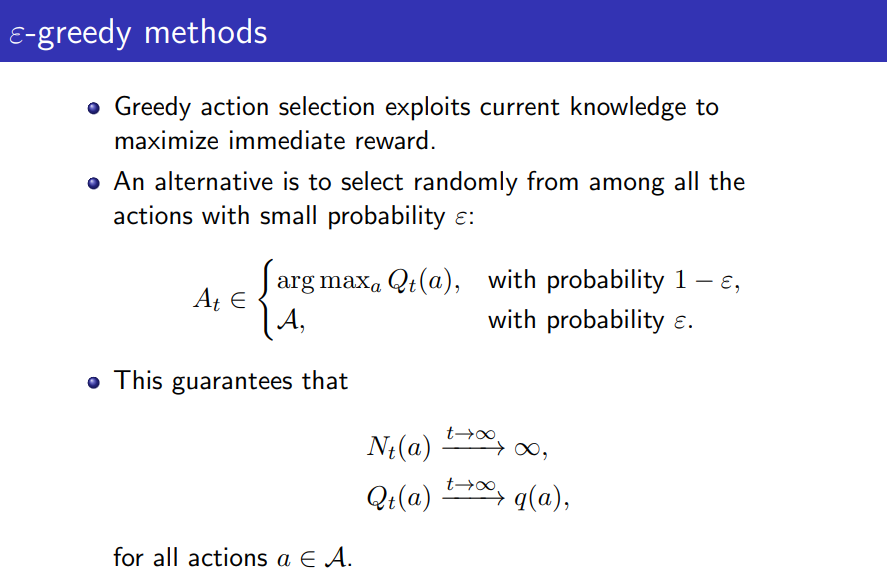 ε-greedy methods
Greedy action selection exploits current knowledge to
maximize immediate reward.
An alternative is to select randomly from among all the
actions with small probability ε:
A_t ∈ { arg max_a Q_t(a), with probability 1 − ε,
𝒜, with probability ε.
This guarantees that
N_t(a) —t→∞→ ∞,
Q_t(a) —t→∞→ q(a),
for all actions a ∈ 𝒜.